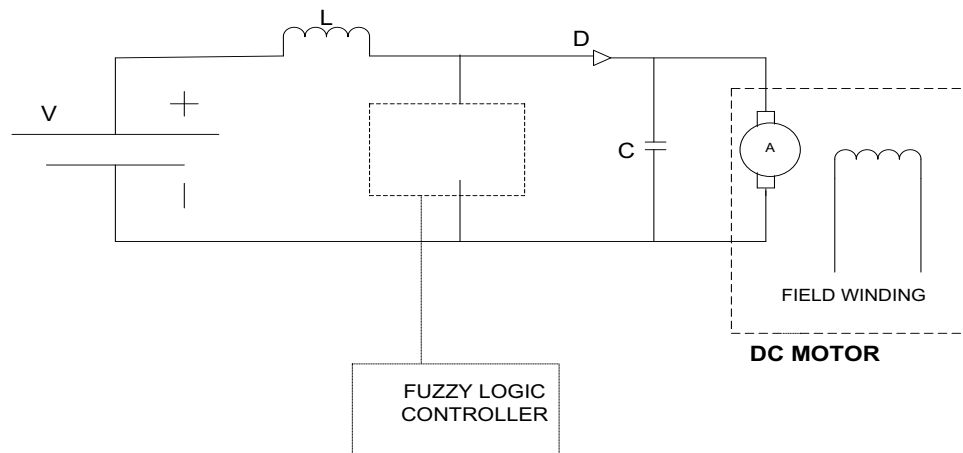 L
D
V
+
C
A
FIELD WINDING
DC MOTOR
FUZZY LOGIC
CONTROLLER